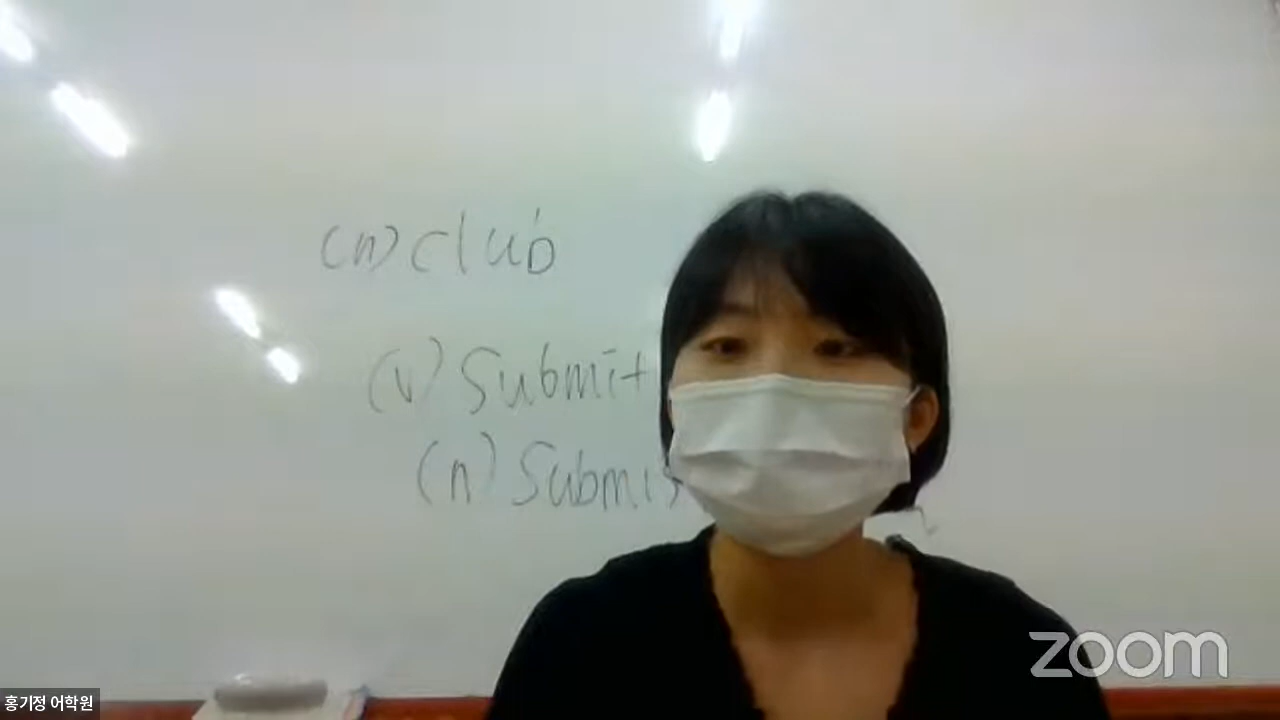 (n) club
(v) submit
(n) submis
zoom
홍기정 어학원